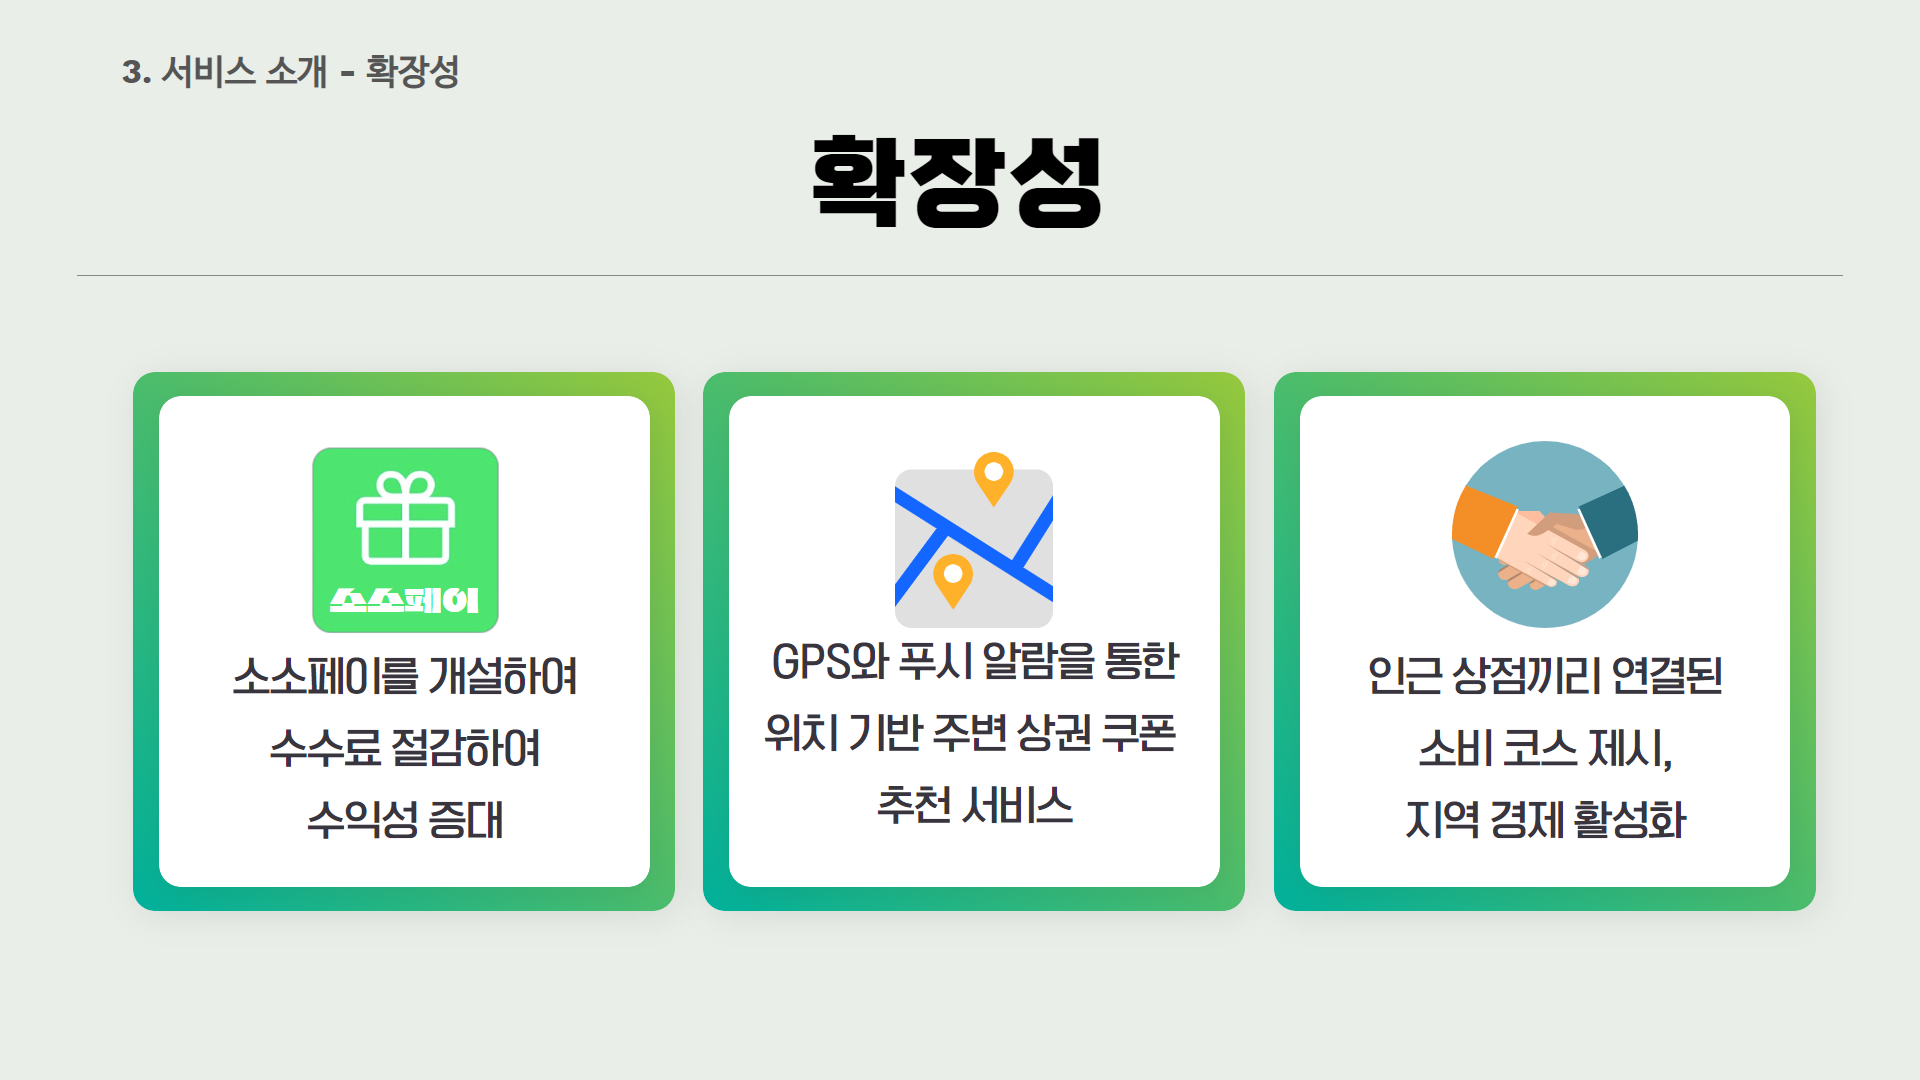 3. 서비스 소개 - 확장성
확장성
소소페이
소소페이를 개설하여
수수료 절감하여
수익성 증대
GPS와 푸시 알람을 통한
위치 기반 주변 상권 쿠폰
추천 서비스
인근 상점끼리 연결된
소비 코스 제시,
지역 경제 활성화